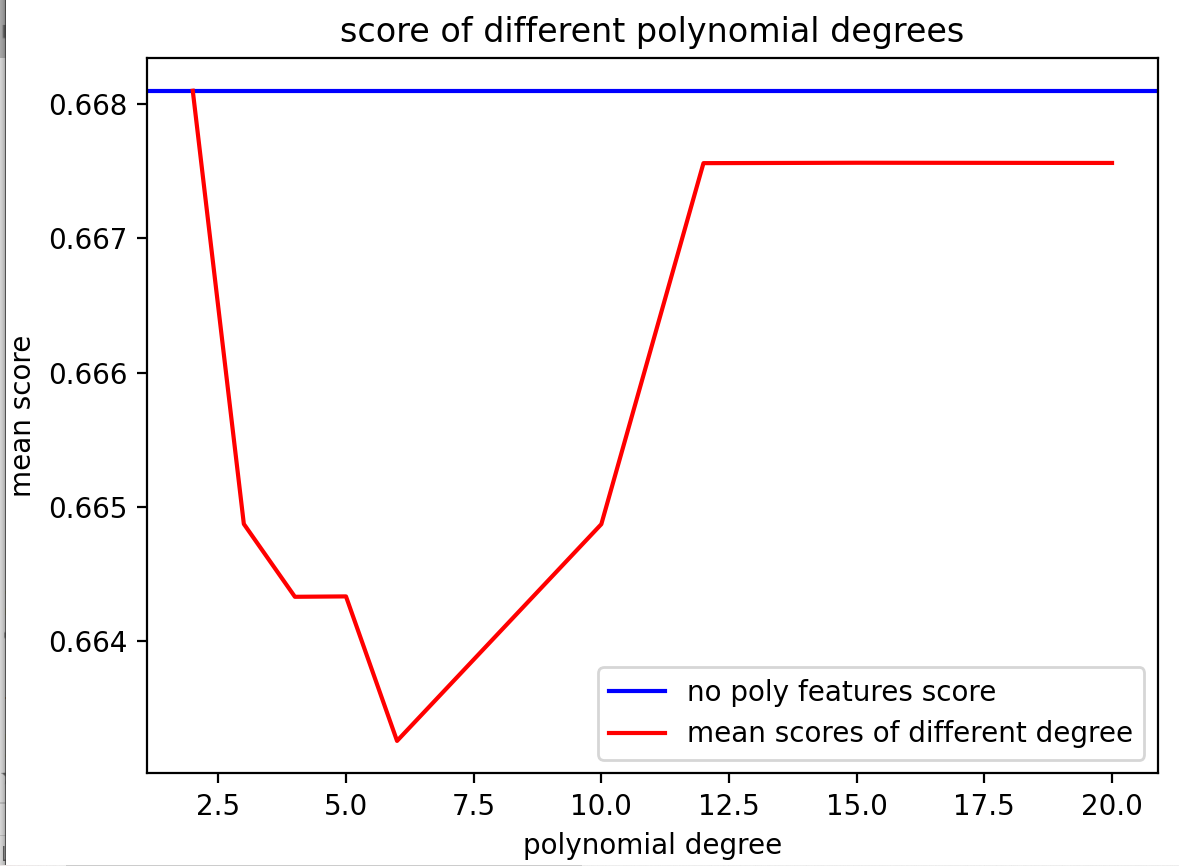 score of different polynomial degrees
0.668
0.667
0.666
0.665
0.664
mean score
no poly features score
mean scores of different degree
2.5 5.0 7.5 10.0 12.5 15.0 17.5 20.0
polynomial degree